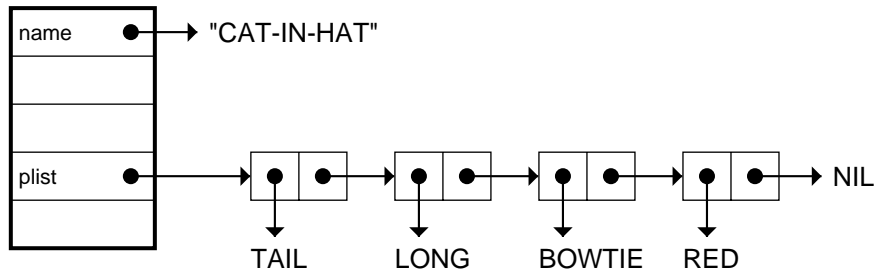 name "CAT-IN-HAT"
plist NIL
TAIL LONG BOWTIE RED